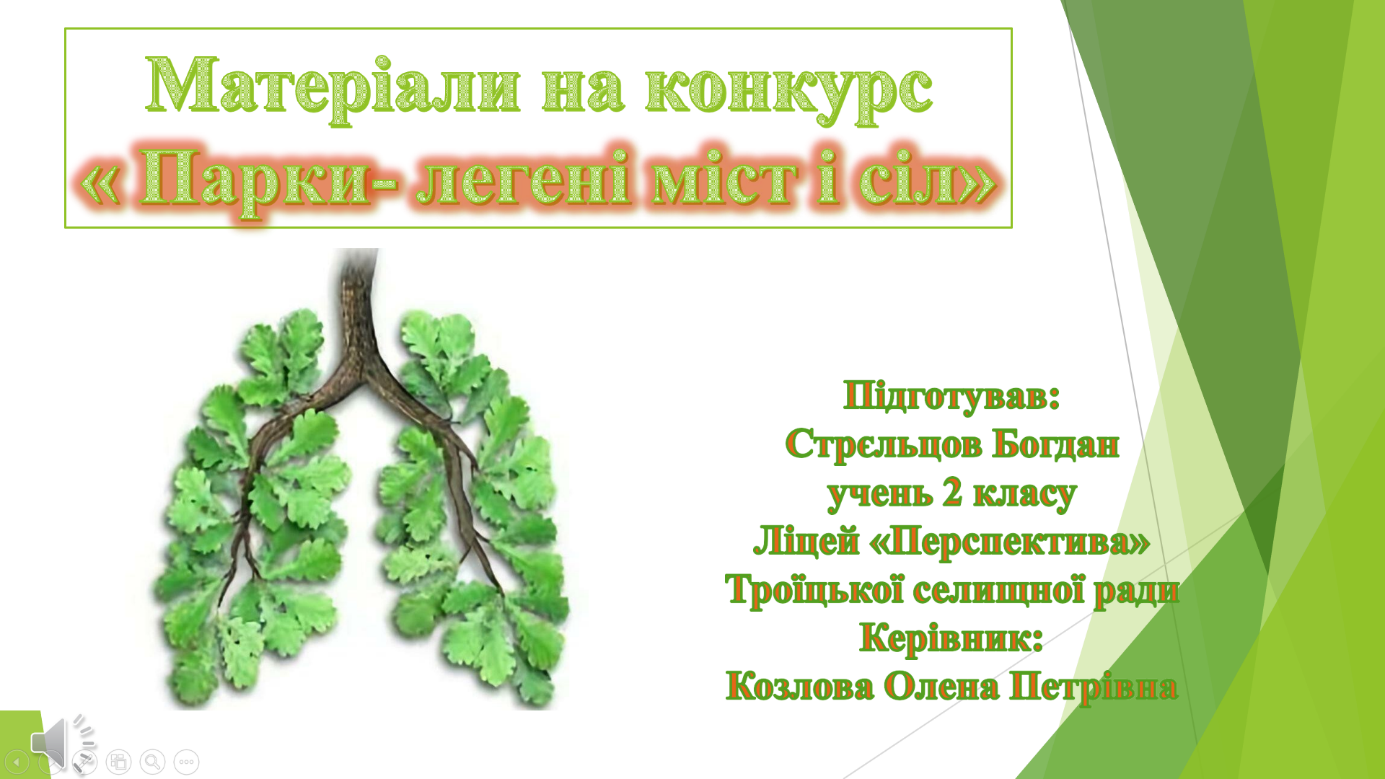 Матеріали на конкурс
« Парки- легені міст і сіл»
Підготував:
Стрєльцов Богдан
учень 2 класу
Ліцей «Перспектива»
Троїцької селищної ради
Керівник:
Козлова Олена Петрівна